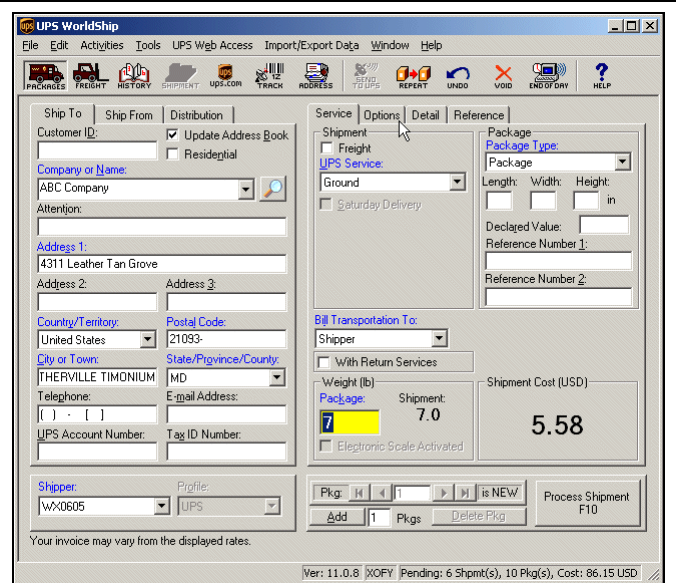 UPS WorldShip
File Edit Activities Tools UPS Web Access Import/Export Data Window Help
PACKAGES FREIGHT HISTORY SHIPMENT ups.com TRACK ADDRESS SEND TO UPS REPEAT UNDO VOID END OF DAY HELP
Ship To Ship From Distribution
Customer ID:
Update Address Book
Residential
Company or Name:
ABC Company
Attention:
Address 1:
4311 Leather Tan Grove
Address 2: Address 3:
Country/Territory: Postal Code:
United States 21093-
City or Town: State/Province/County:
THERVILLE TIMONIUM MD
Telephone: E-mail Address:
( ) - [ ]
UPS Account Number: Tax ID Number:
Service Options Detail Reference
Shipment
Freight
UPS Service:
Ground
Saturday Delivery
Package
Package Type:
Package
Length: Width: Height:
in
Declared Value:
Reference Number 1:
Reference Number 2:
Bill Transportation To:
Shipper
With Return Services
Weight (lb)
Package: Shipment:
7 7.0
Electronic Scale Activated
Shipment Cost (USD)
5.58
Shipper: Profile:
WX0605 UPS
Pkg: 1 is NEW
Add 1 Pkgs Delete Pkg
Process Shipment
F10
Your invoice may vary from the displayed rates.
Ver: 11.0.8 XOFY Pending: 6 Shpmt(s), 10 Pkg(s), Cost: 86.15 USD